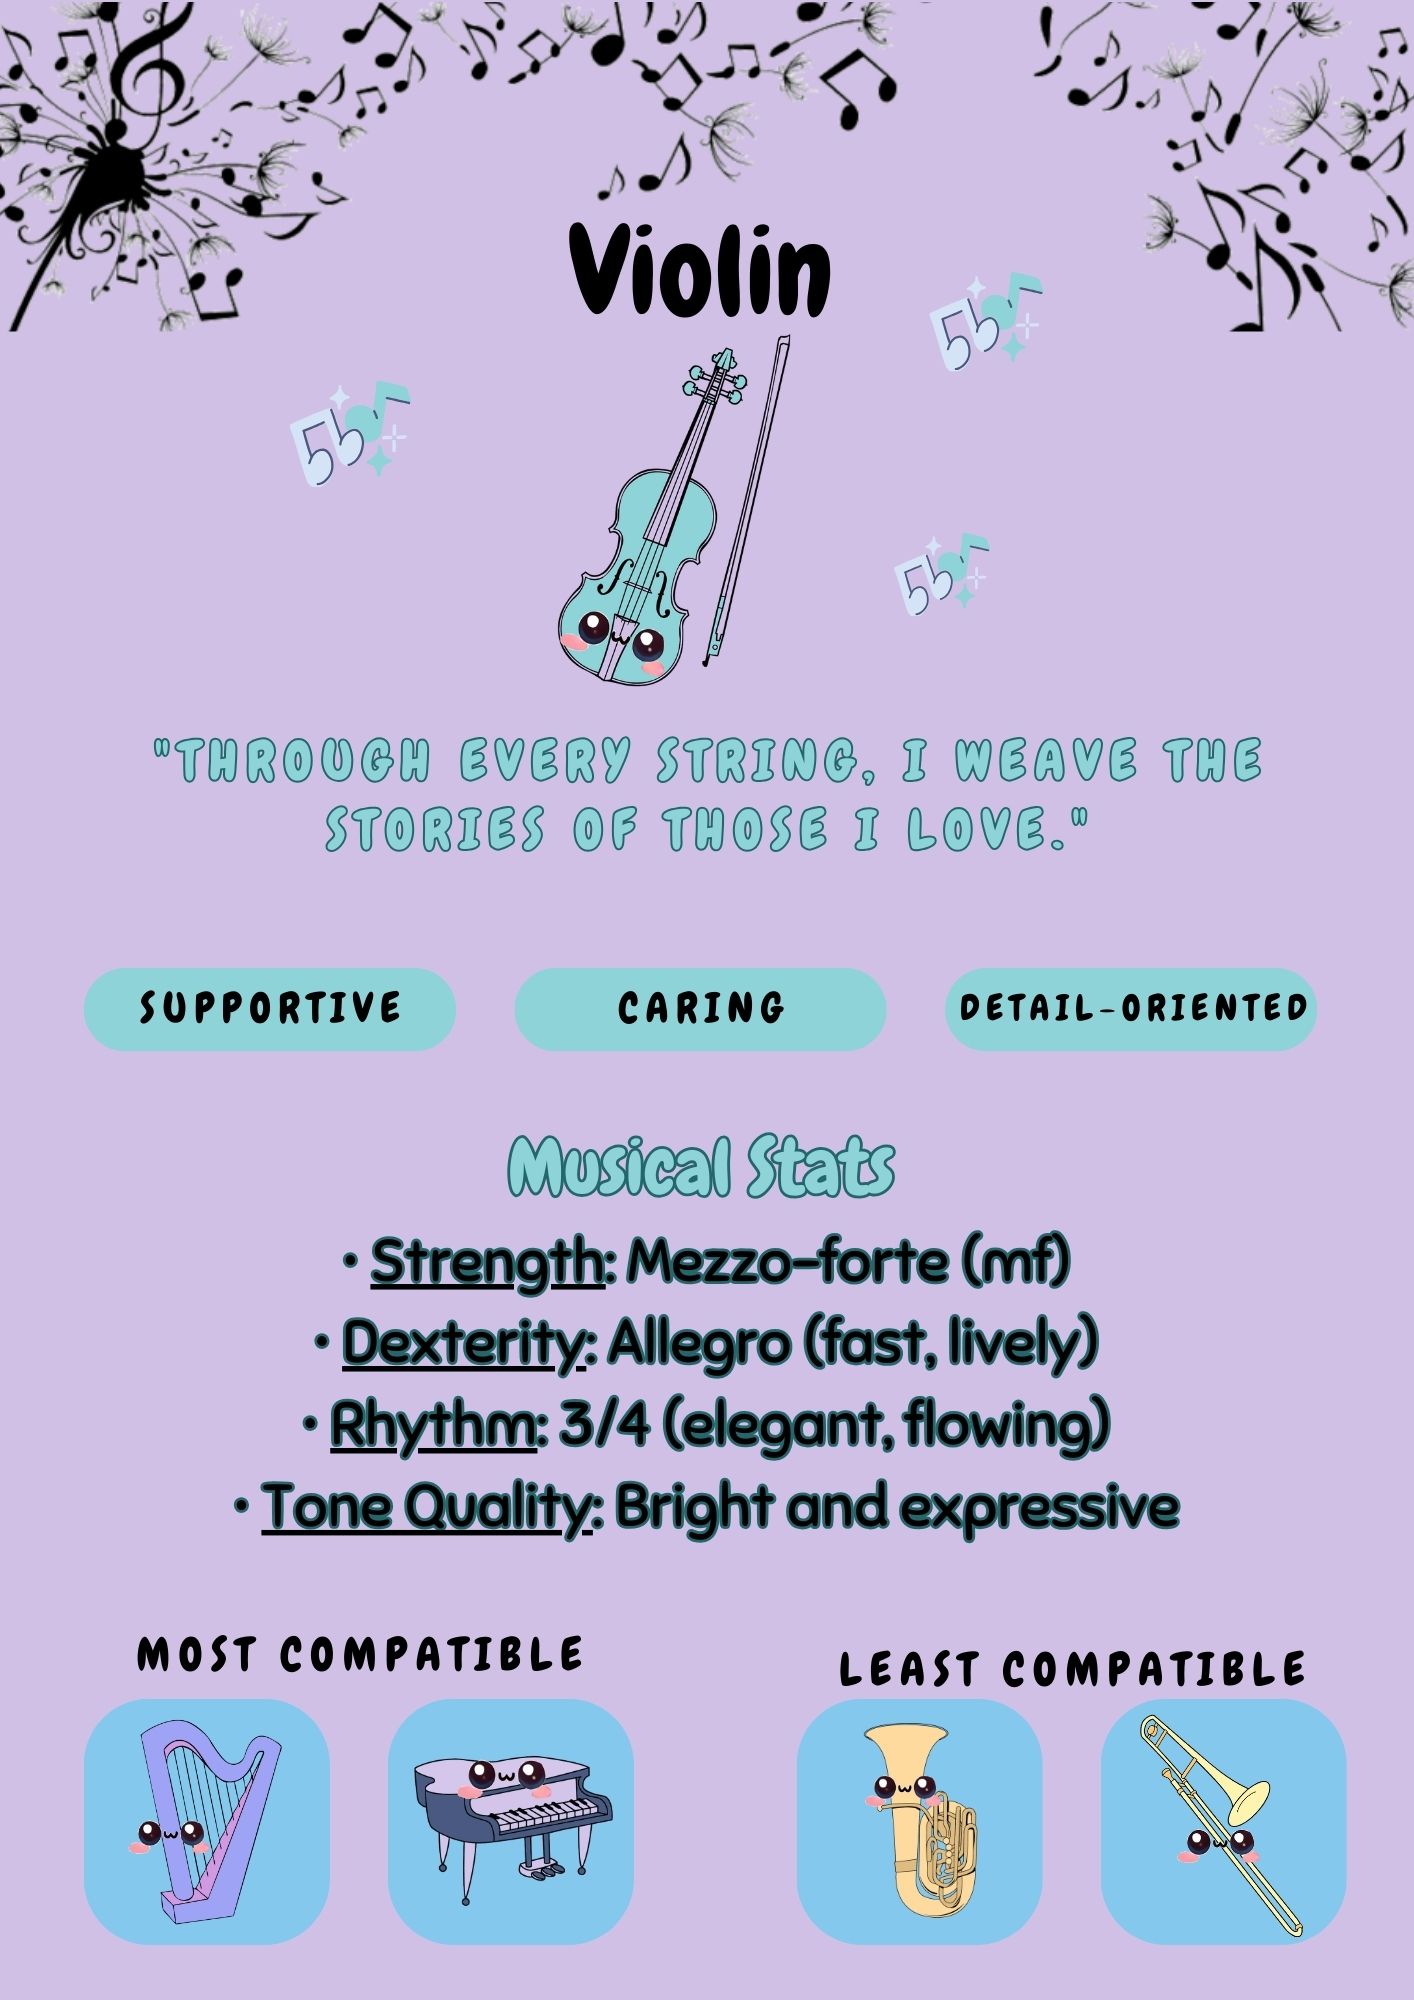 Violin
"THROUGH EVERY STRING, I WEAVE THE
STORIES OF THOSE I LOVE."
SUPPORTIVE
CARING
DETAIL-ORIENTED
Musical Stats
• Strength: Mezzo-forte (mf)
• Dexterity: Allegro (fast, lively)
• Rhythm: 3/4 (elegant, flowing)
• Tone Quality: Bright and expressive
MOST COMPATIBLE
LEAST COMPATIBLE